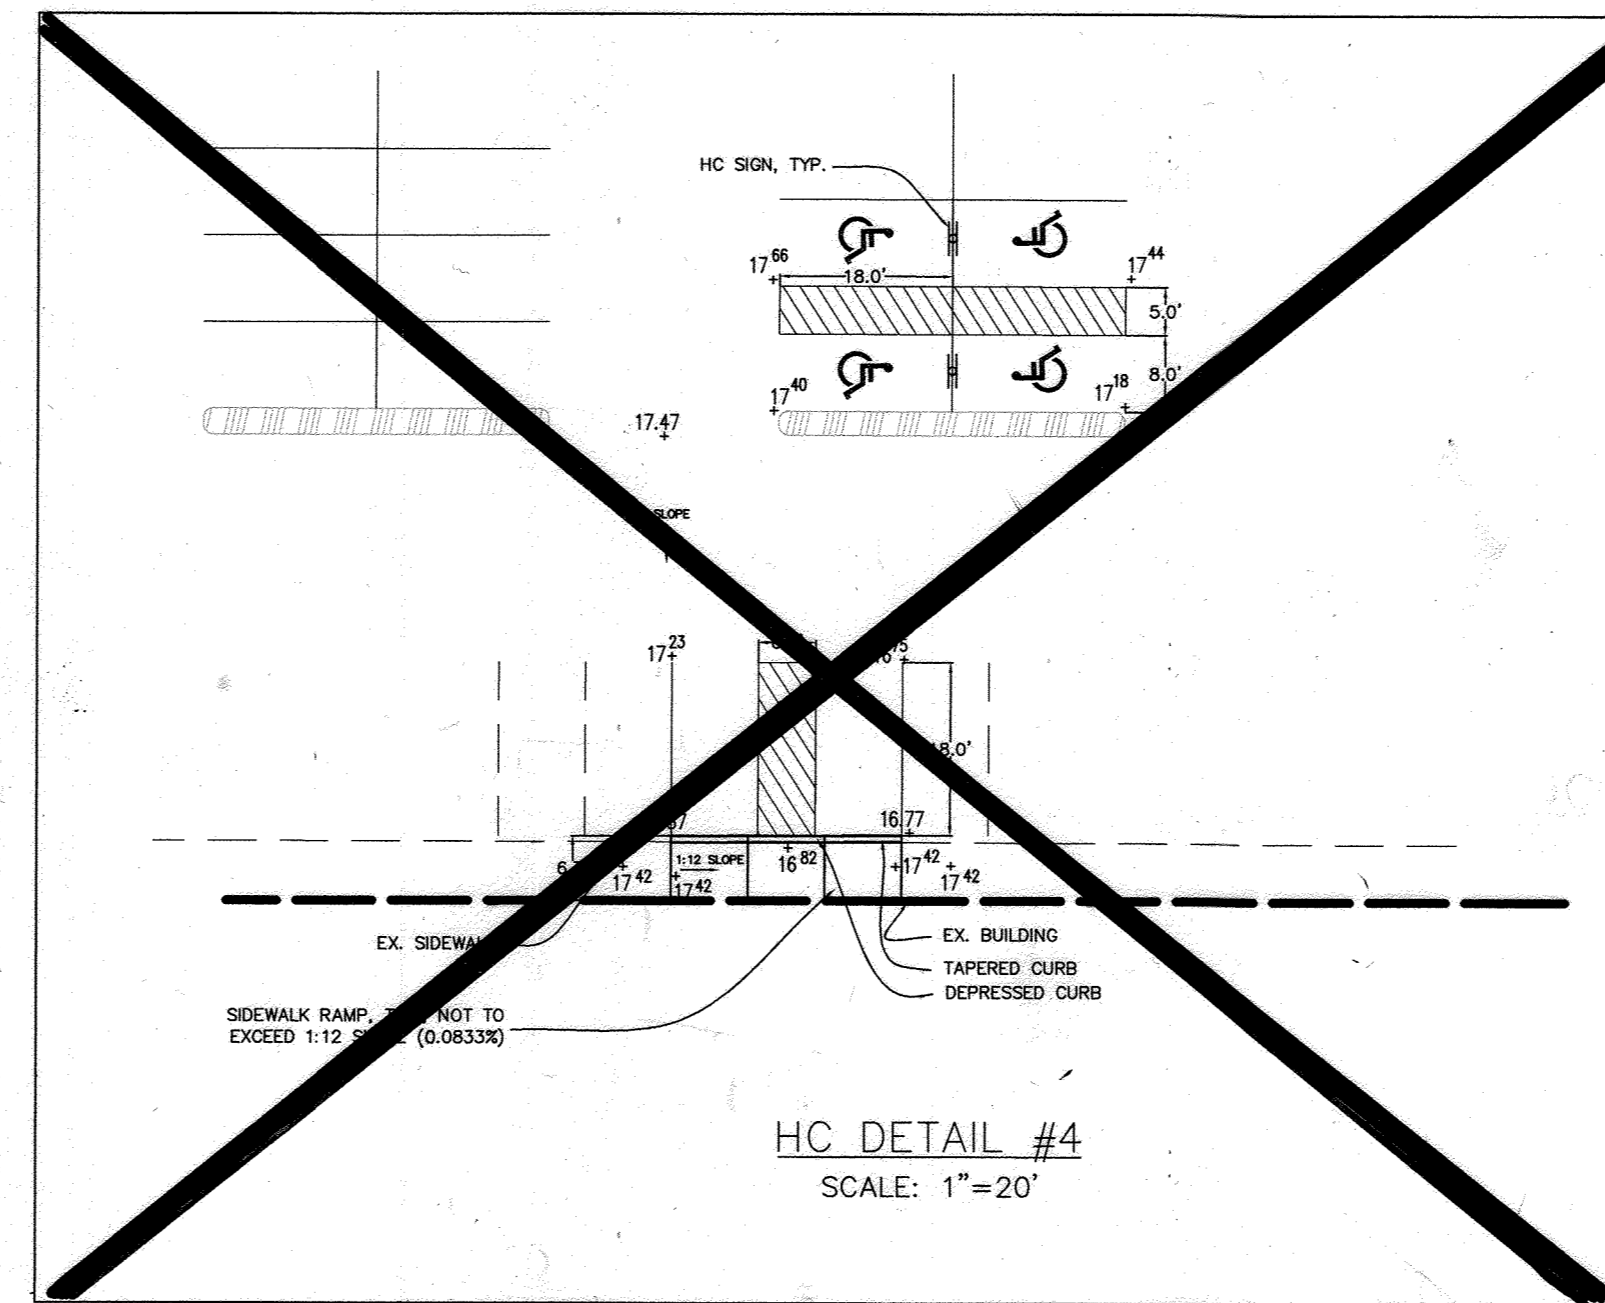 HC SIGN, TYP.
17 66
18.0'
17 44
5.0'
8.0'
17 40
17 18
17.47
SLOPE
17 23
18.0'
16.77
1:12 SLOPE
16 82
17 42
17 42
17 42
17 42
EX. BUILDING
TAPERED CURB
DEPRESSED CURB
EX.
SIDEWALK RAMP, NOT TO
EXCEED 1:12 (0.0833%)
HC DETAIL #4
SCALE: 1"=20'